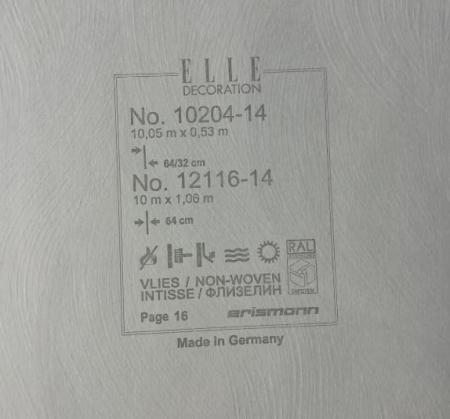 ELLE
DECORATION
No. 10204-14
10,05 m x 0,53 m
64/32 cm
No. 12116-14
10 m x 1,06 m
64 cm
RAL
VLIES / NON-WOVEN
INTISSE / ФЛИЗЕЛИН
Page 16 erismann
Made in Germany